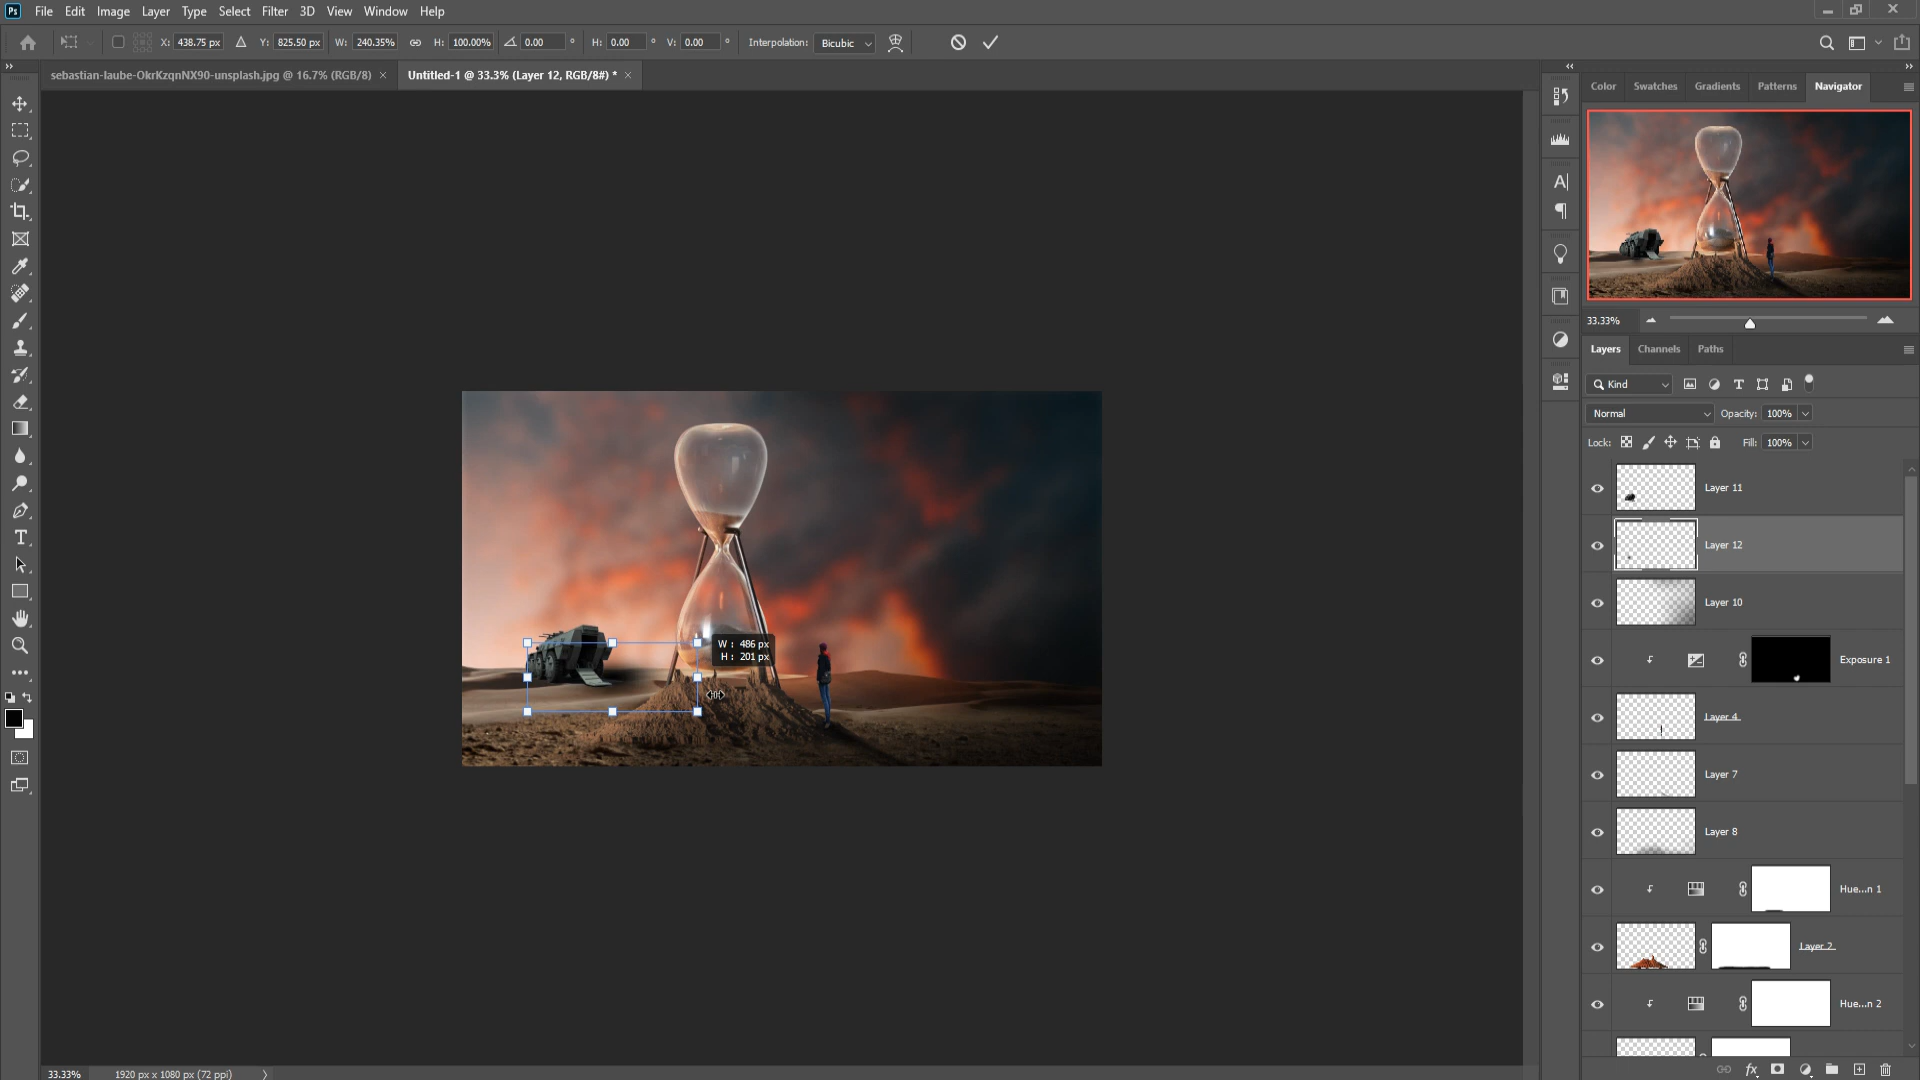 Ps File Edit Image Layer Type Select Filter 3D View Window Help
X: 438.75 px Y: 825.50 px W: 240.35% H: 100.00% 0.00 ° H: 0.00 ° V: 0.00 ° Interpolation: Bicubic
sebastian-laube-OkrKzqnNX90-unsplash.jpg @ 16.7% (RGB/8) × Untitled-1 @ 33.3% (Layer 12, RGB/8#) * ×
Color Swatches Gradients Patterns Navigator
33.33%
Layers Channels Paths
Kind
Normal Opacity: 100%
Lock: Fill: 100%
Layer 11
Layer 12
Layer 10
Exposure 1
Layer 4
Layer 7
Layer 8
Hue...n 1
Layer 2
Hue...n 2
W : 486 px
H : 201 px
33.33% 1920 px x 1080 px (72 ppi)